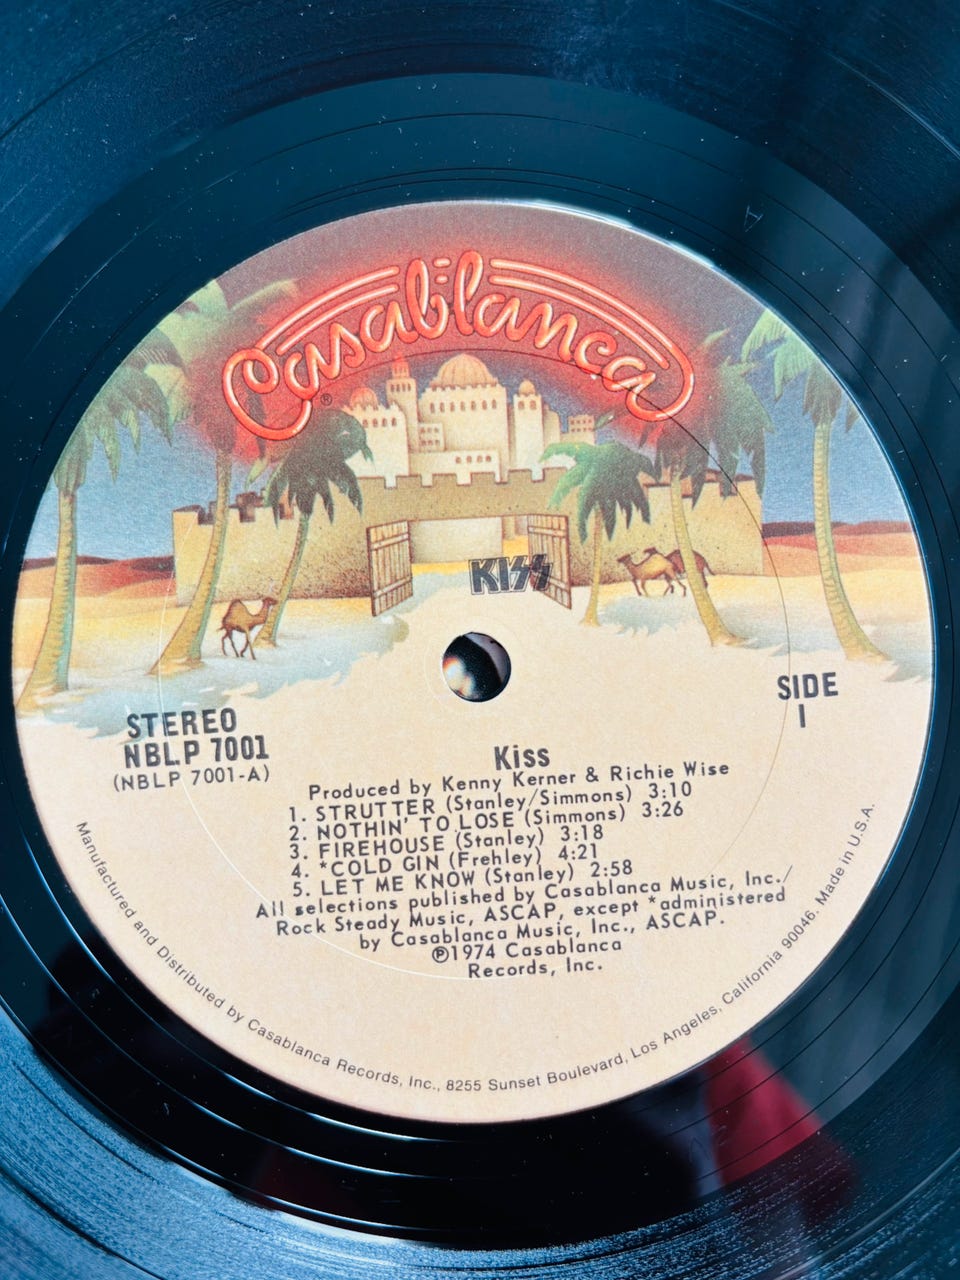 Casablanca
®
KISS
SIDE
1
STEREO
NBLP 7001
(NBLP 7001-A)
Kiss
Produced by Kenny Kerner & Richie Wise
1. STRUTTER (Stanley/Simmons) 3:10
2. NOTHIN' TO LOSE (Simmons) 3:26
3. FIREHOUSE (Stanley) 3:18
4. *COLD GIN (Frehley) 4:21
5. LET ME KNOW (Stanley) 2:58
All selections published by Casablanca Music, Inc./
Rock Steady Music, ASCAP, except *administered
by Casablanca Music, Inc., ASCAP.
℗1974 Casablanca
Records, Inc.
Manufactured and Distributed by Casablanca Records, Inc., 8255 Sunset Boulevard, Los Angeles, California 90046. Made in U.S.A.